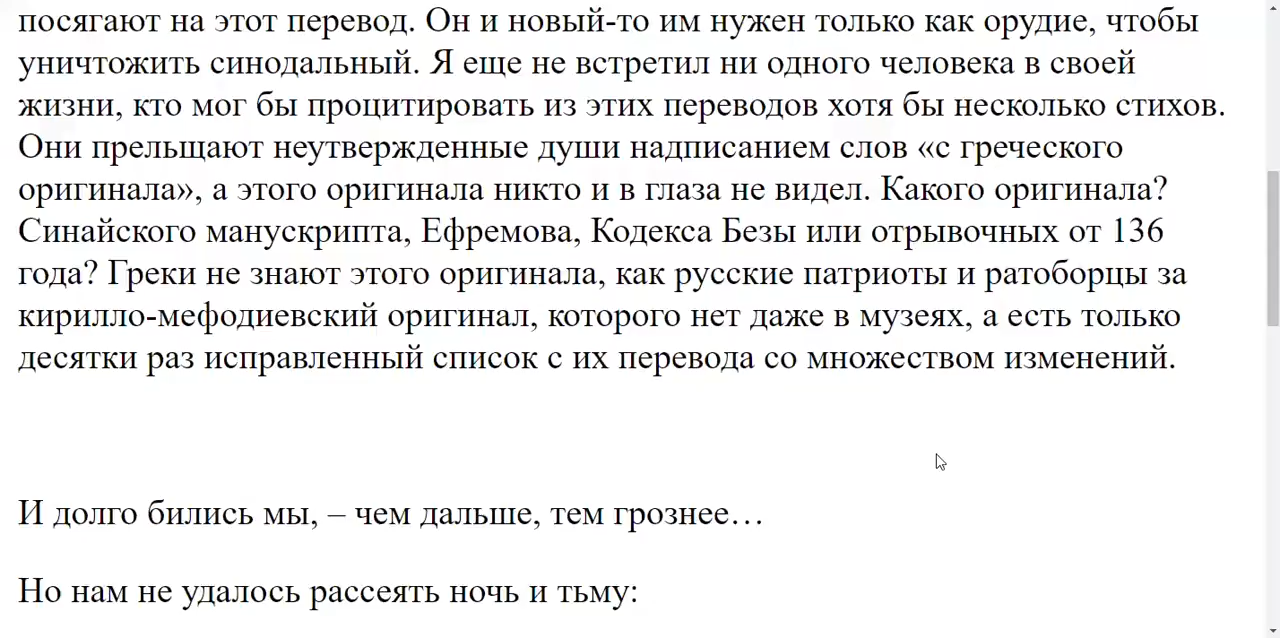 посягают на этот перевод. Он и новый-то им нужен только как орудие, чтобы
уничтожить синодальный. Я еще не встретил ни одного человека в своей
жизни, кто мог бы процитировать из этих переводов хотя бы несколько стихов.
Они прельщают неутвержденные души надписанием слов «с греческого
оригинала», а этого оригинала никто и в глаза не видел. Какого оригинала?
Синайского манускрипта, Ефремова, Кодекса Безы или отрывочных от 136
года? Греки не знают этого оригинала, как русские патриоты и ратоборцы за
кирилло-мефодиевский оригинал, которого нет даже в музеях, а есть только
десятки раз исправленный список с их перевода со множеством изменений.
И долго бились мы, – чем дальше, тем грознее…
Но нам не удалось рассеять ночь и тьму: